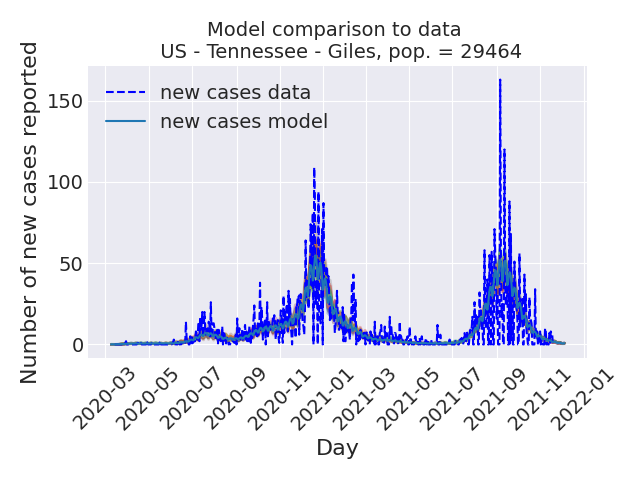 Model comparison to data
US - Tennessee - Giles, pop. = 29464
Number of new cases reported
new cases data
new cases model
150
100
50
0
2020-03
2020-05
2020-07
2020-09
2020-11
2021-01
2021-03
2021-05
2021-07
2021-09
2021-11
2022-01
Day